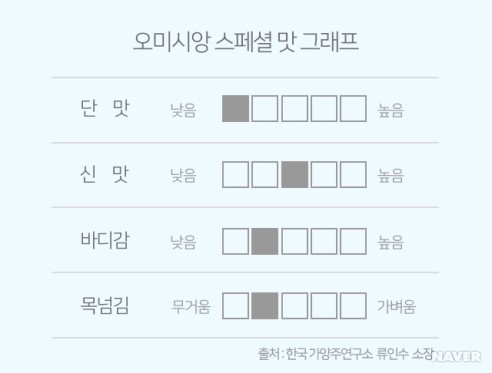 오미시앙 스페셜 맛 그래프
단 맛 낮음 높음
신 맛 낮음 높음
바디감 낮음 높음
목넘김 무거움 가벼움
출처 : 한국가양주연구소 류인수 소장
NAVER